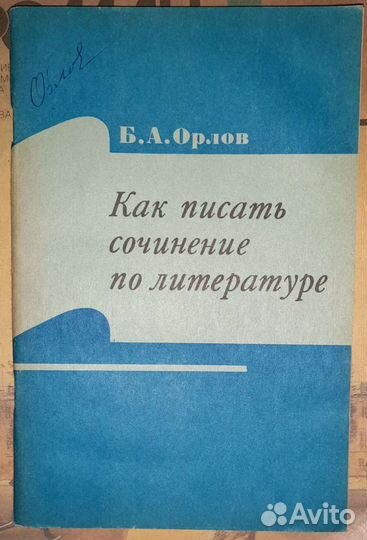 Б.А.Орлов
Как писать
сочинение
по литературе
Avito